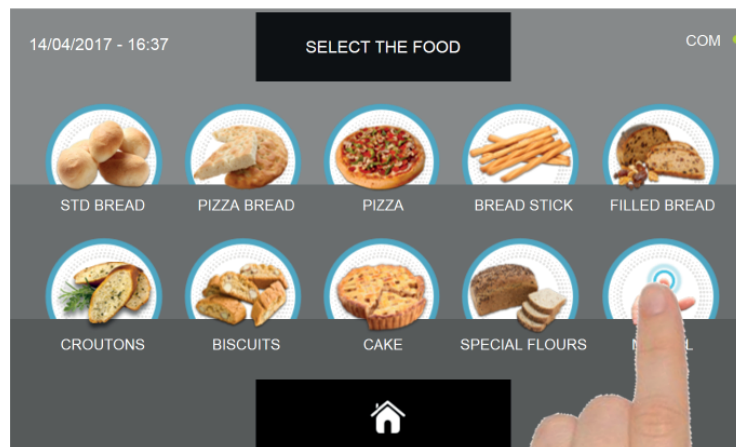 14/04/2017 - 16:37
SELECT THE FOOD
COM
STD BREAD
PIZZA BREAD
PIZZA
BREAD STICK
FILLED BREAD
CROUTONS
BISCUITS
CAKE
SPECIAL FLOURS